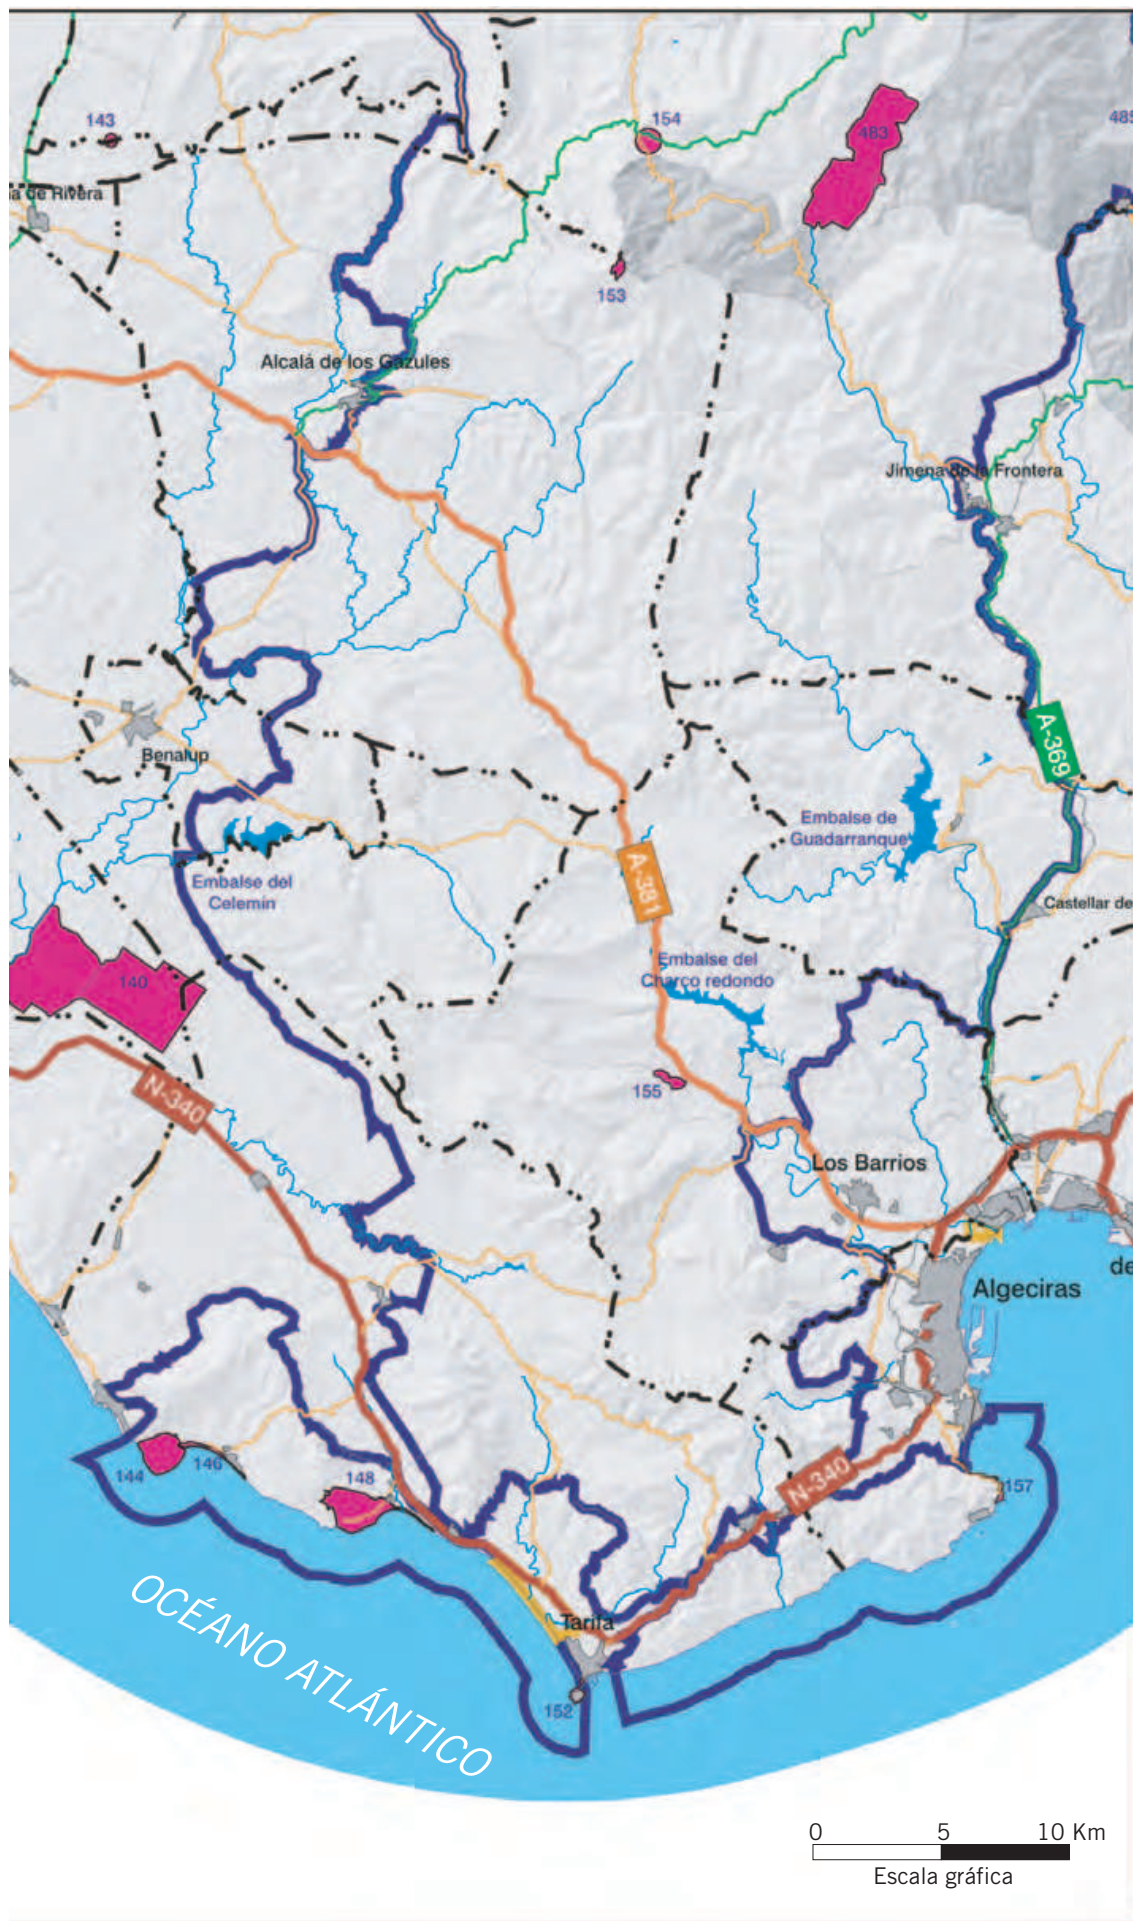 143
154
483
485
a de Rivera
153
Alcalá de los Gazules
Jimena de la Frontera
A-369
Benalup
Embalse de
Guadarranque
A-381
Embalse del
Celemín
Castellar de
Embalse del
Charco redondo
140
N-340
155
Los Barrios
de
Algeciras
144
146
148
N-340
157
OCÉANO ATLÁNTICO
Tarifa
152
0 5 10 Km
Escala gráfica